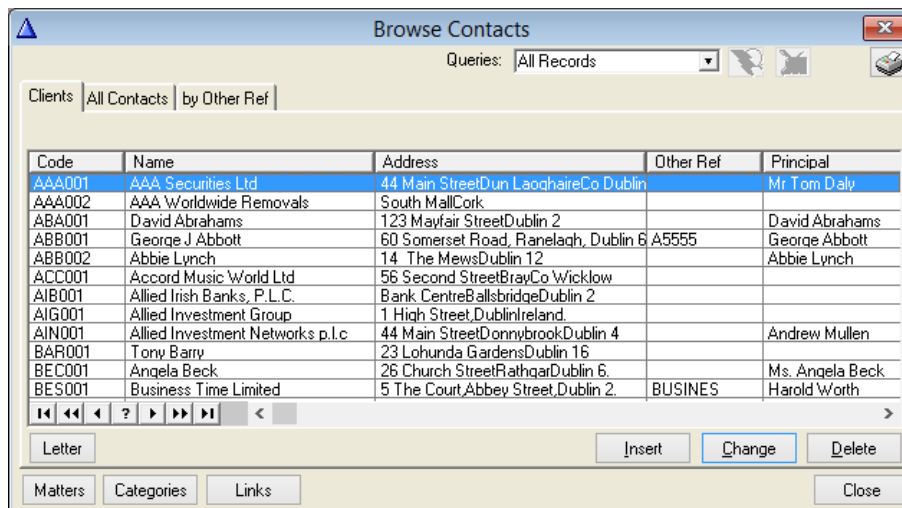 Browse Contacts
Queries: All Records
Clients All Contacts by Other Ref
Code Name Address Other Ref Principal
AAA001 AAA Securities Ltd 44 Main StreetDun LaoghaireCo Dublin Mr Tom Daly
AAA002 AAA Worldwide Removals South MallCork
ABA001 David Abrahams 123 Mayfair StreetDublin 2 David Abrahams
ABB001 George J Abbott 60 Somerset Road, Ranelagh, Dublin 6 A5555 George Abbott
ABB002 Abbie Lynch 14 The MewsDublin 12 Abbie Lynch
ACC001 Accord Music World Ltd 56 Second StreetBrayCo Wicklow
AIB001 Allied Irish Banks, P.L.C. Bank CentreBallsbridgeDublin 2
AIG001 Allied Investment Group 1 High Street,DublinIreland.
AIN001 Allied Investment Networks p.l.c 44 Main StreetDonnybrookDublin 4 Andrew Mullen
BAR001 Tony Barry 23 Lohunda GardensDublin 16
BEC001 Angela Beck 26 Church StreetRathgarDublin 6. Ms. Angela Beck
BES001 Business Time Limited 5 The Court,Abbey Street,Dublin 2. BUSINES Harold Worth
?
Letter Insert Change Delete
Matters Categories Links Close